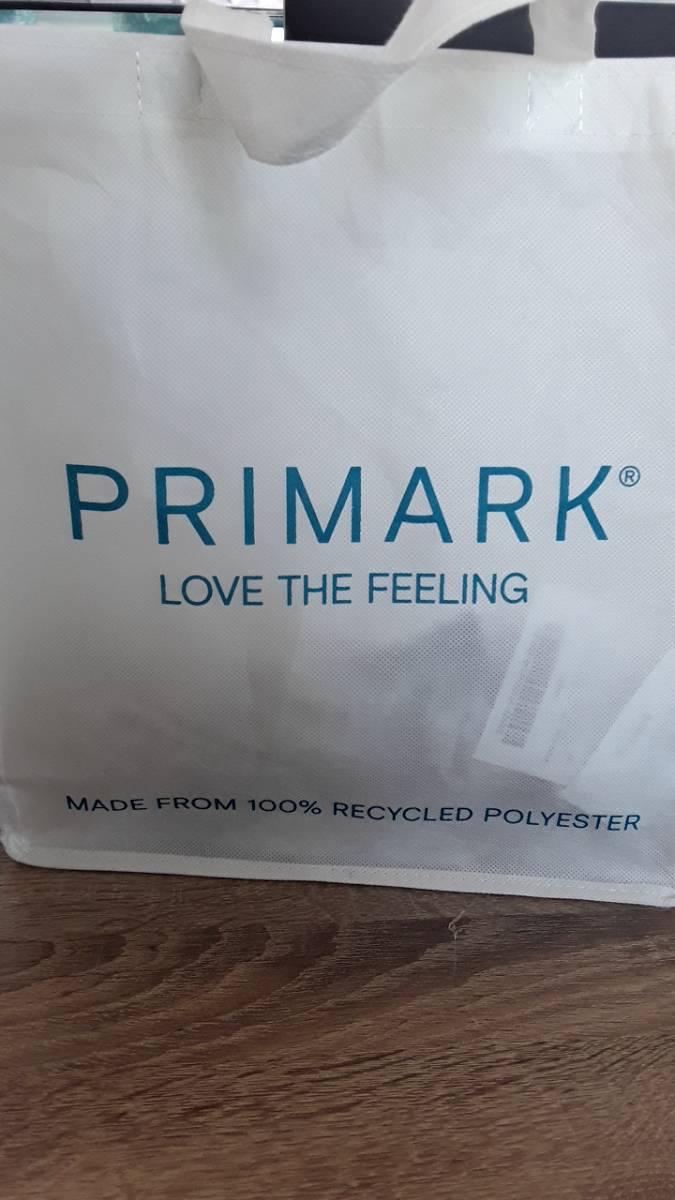 PRIMARK®
LOVE THE FEELING
MADE FROM 100% RECYCLED POLYESTER